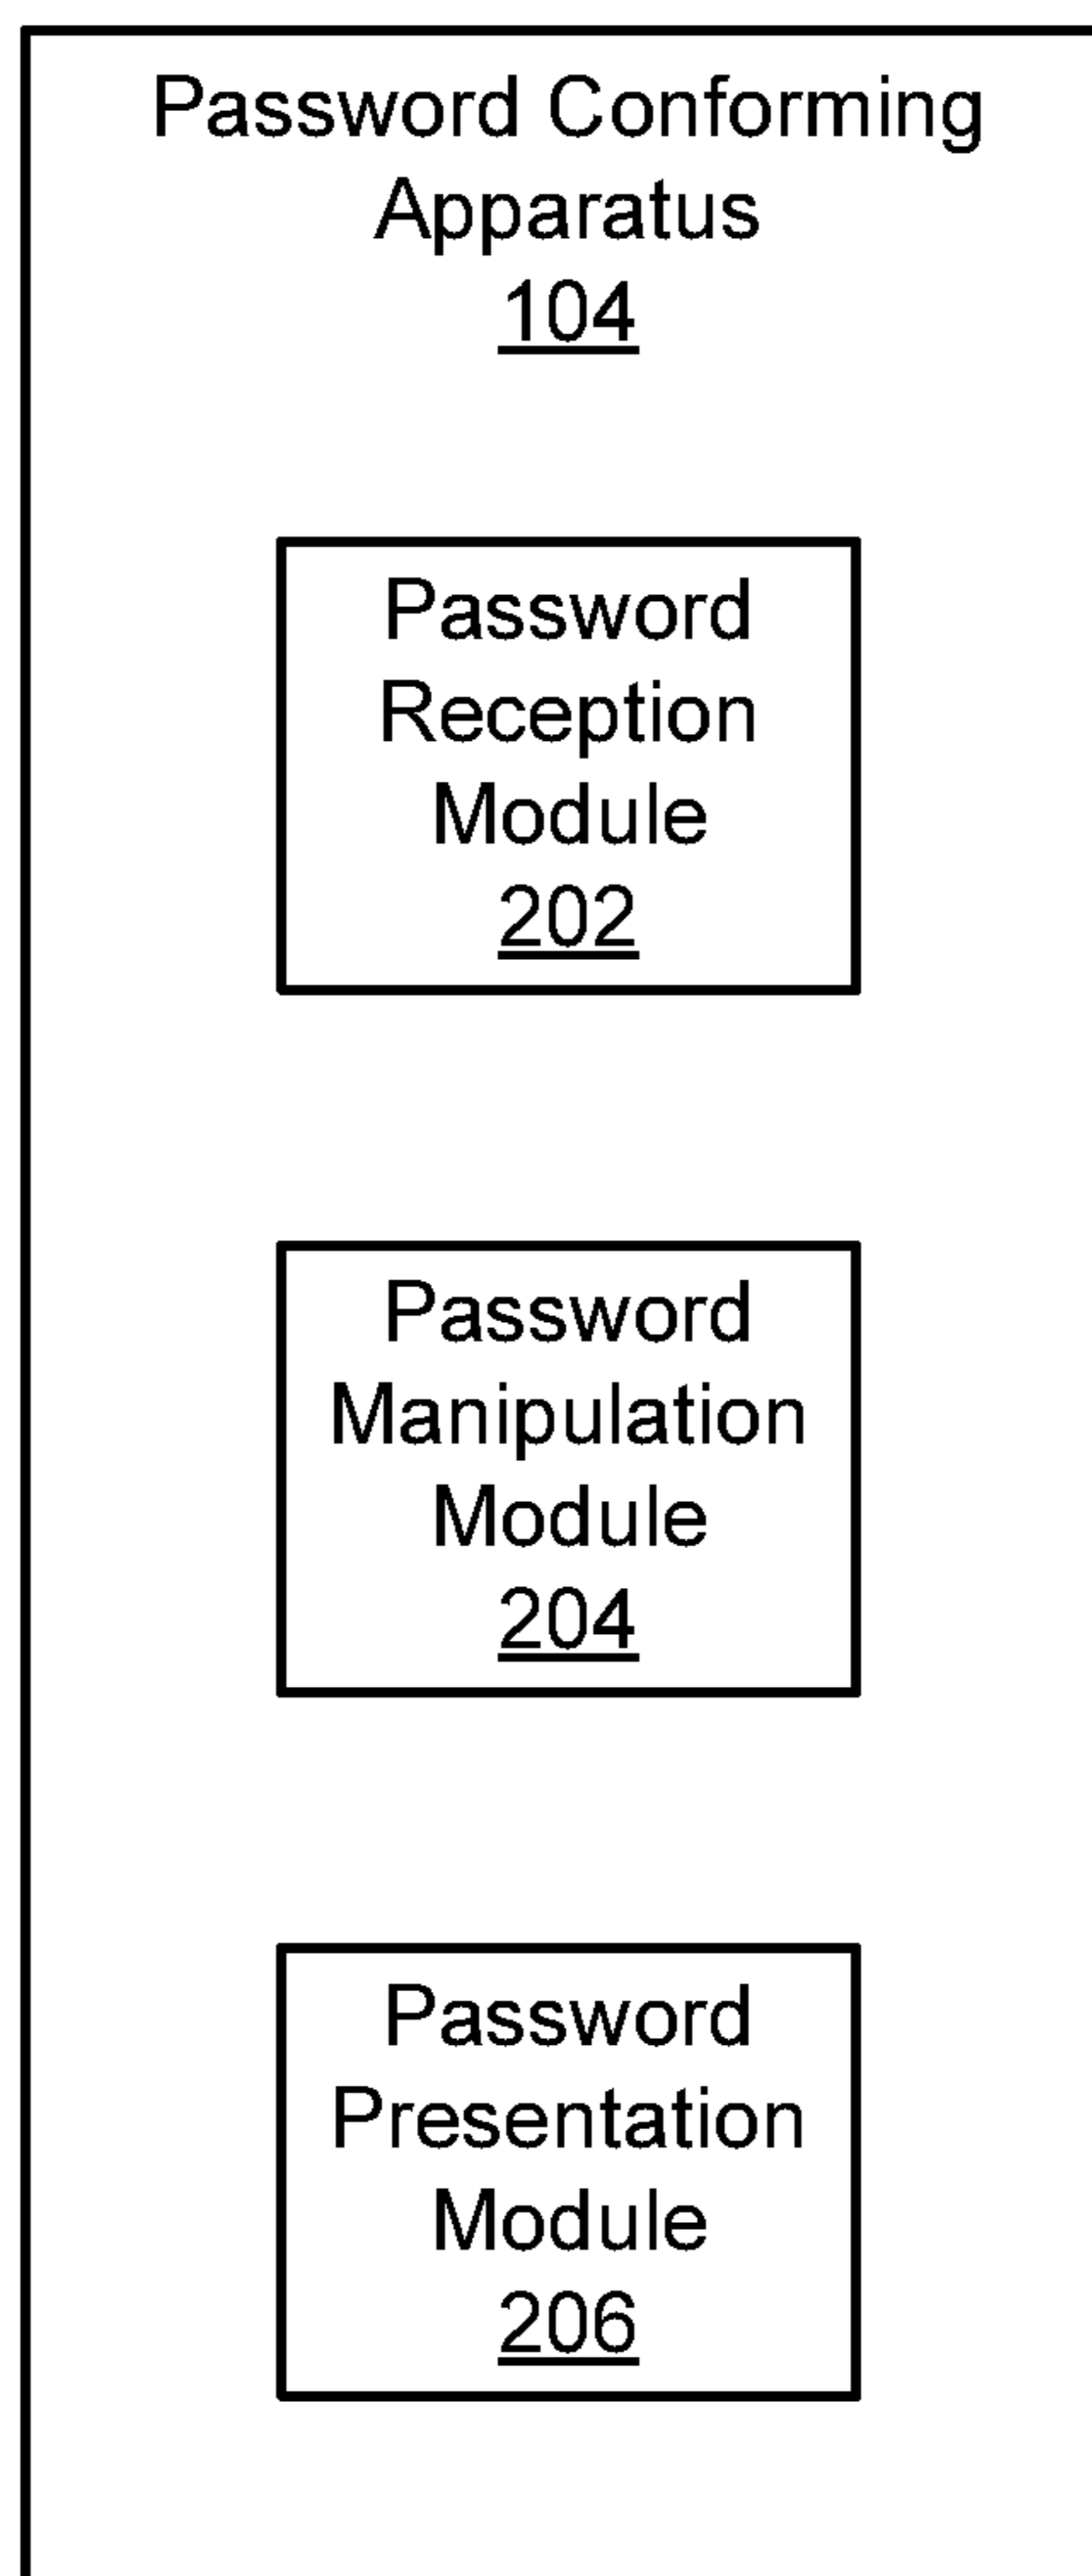 Password Conforming
Apparatus
104
Password
Reception
Module
202
Password
Manipulation
Module
204
Password
Presentation
Module
206